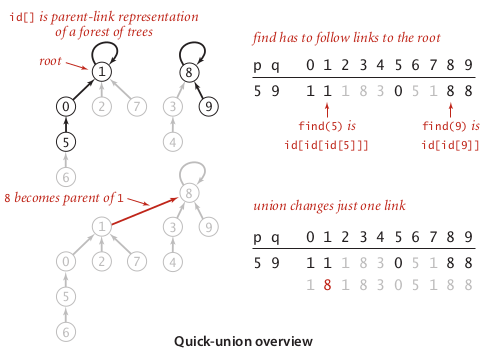 id[] is parent-link representation
of a forest of trees
root
1
8
0
2
7
3
9
5
4
6
find has to follow links to the root
p q 0 1 2 3 4 5 6 7 8 9
5 9 1 1 1 8 3 0 5 1 8 8
find(5) is
id[id[id[5]]]
find(9) is
id[id[9]]
8 becomes parent of 1
8
1
3
9
0
2
7
4
5
6
union changes just one link
p q 0 1 2 3 4 5 6 7 8 9
5 9 1 1 1 8 3 0 5 1 8 8
1 8 1 8 3 0 5 1 8 8
Quick-union overview